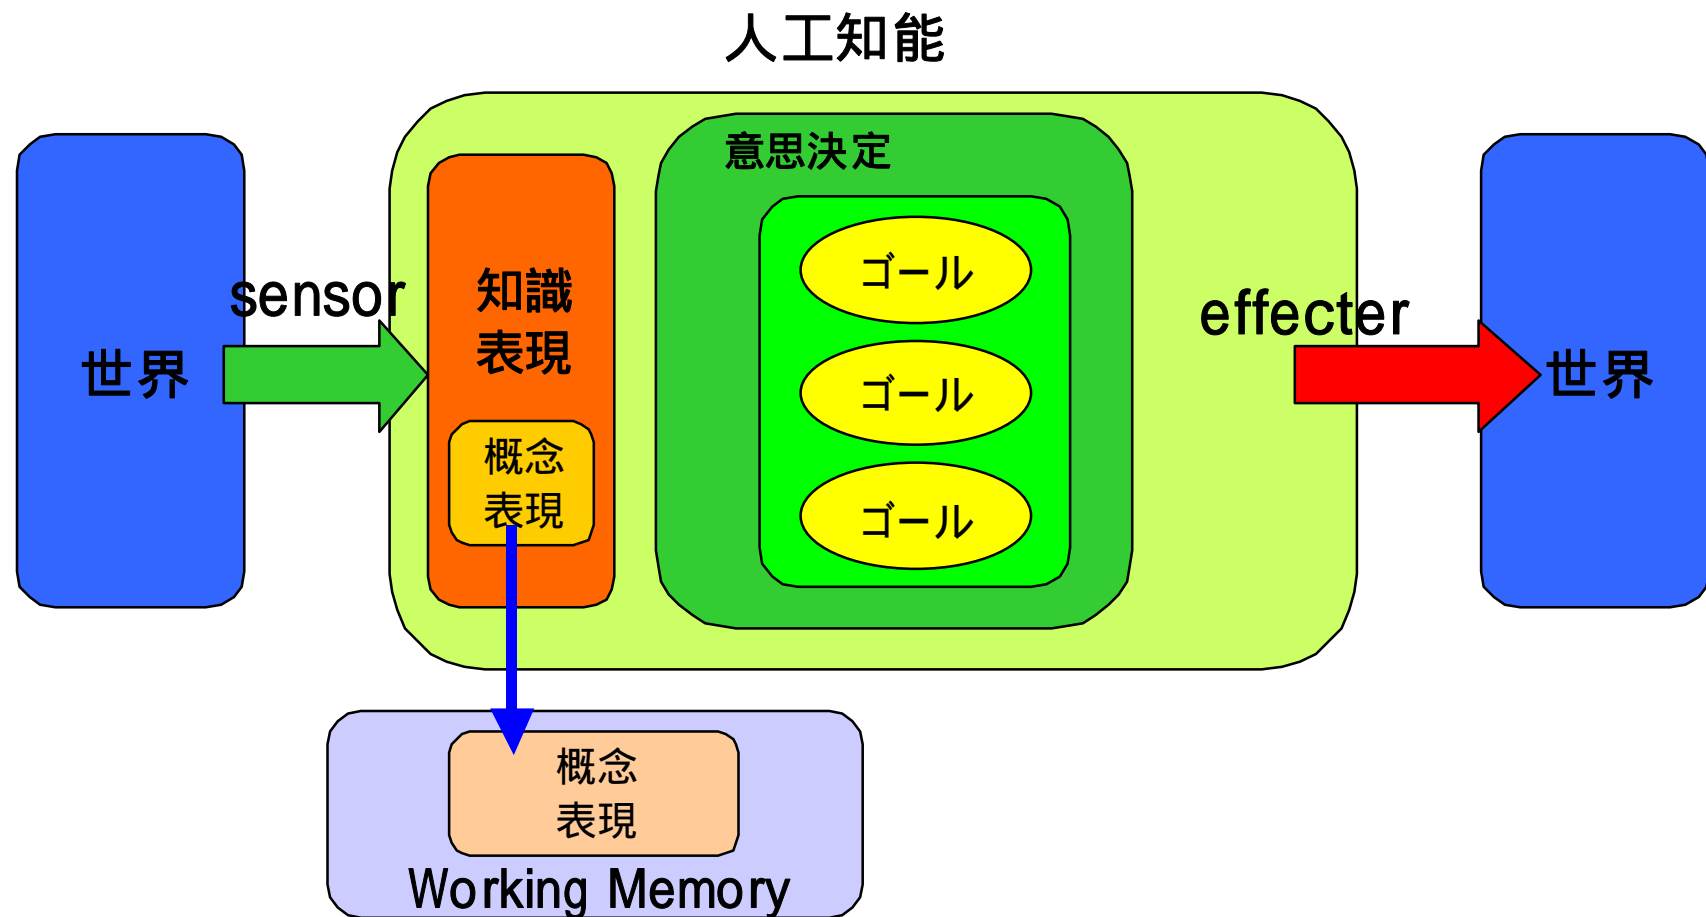 人工知能
世界
sensor
知識
表現
概念
表現
意思決定
ゴール
ゴール
ゴール
effecter
世界
概念
表現
Working Memory